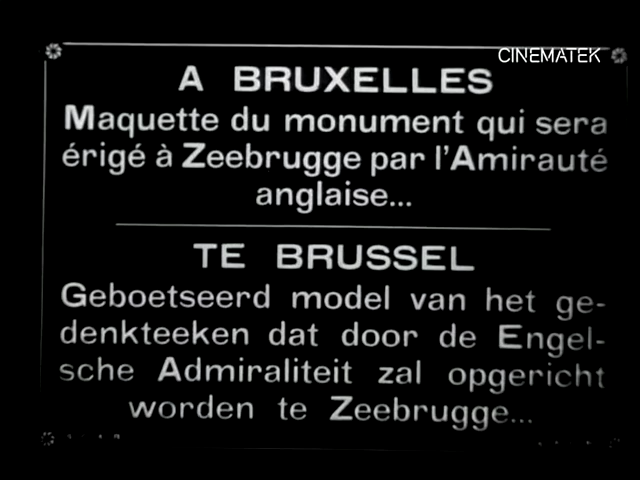 CINEMATEK
A BRUXELLES
Maquette du monument qui sera
érigé à Zeebrugge par l'Amirauté
anglaise...
TE BRUSSEL
Geboetseerd model van het ge-
denkteeken dat door de Engel-
sche Admiraliteit zal opgericht
worden te Zeebrugge...